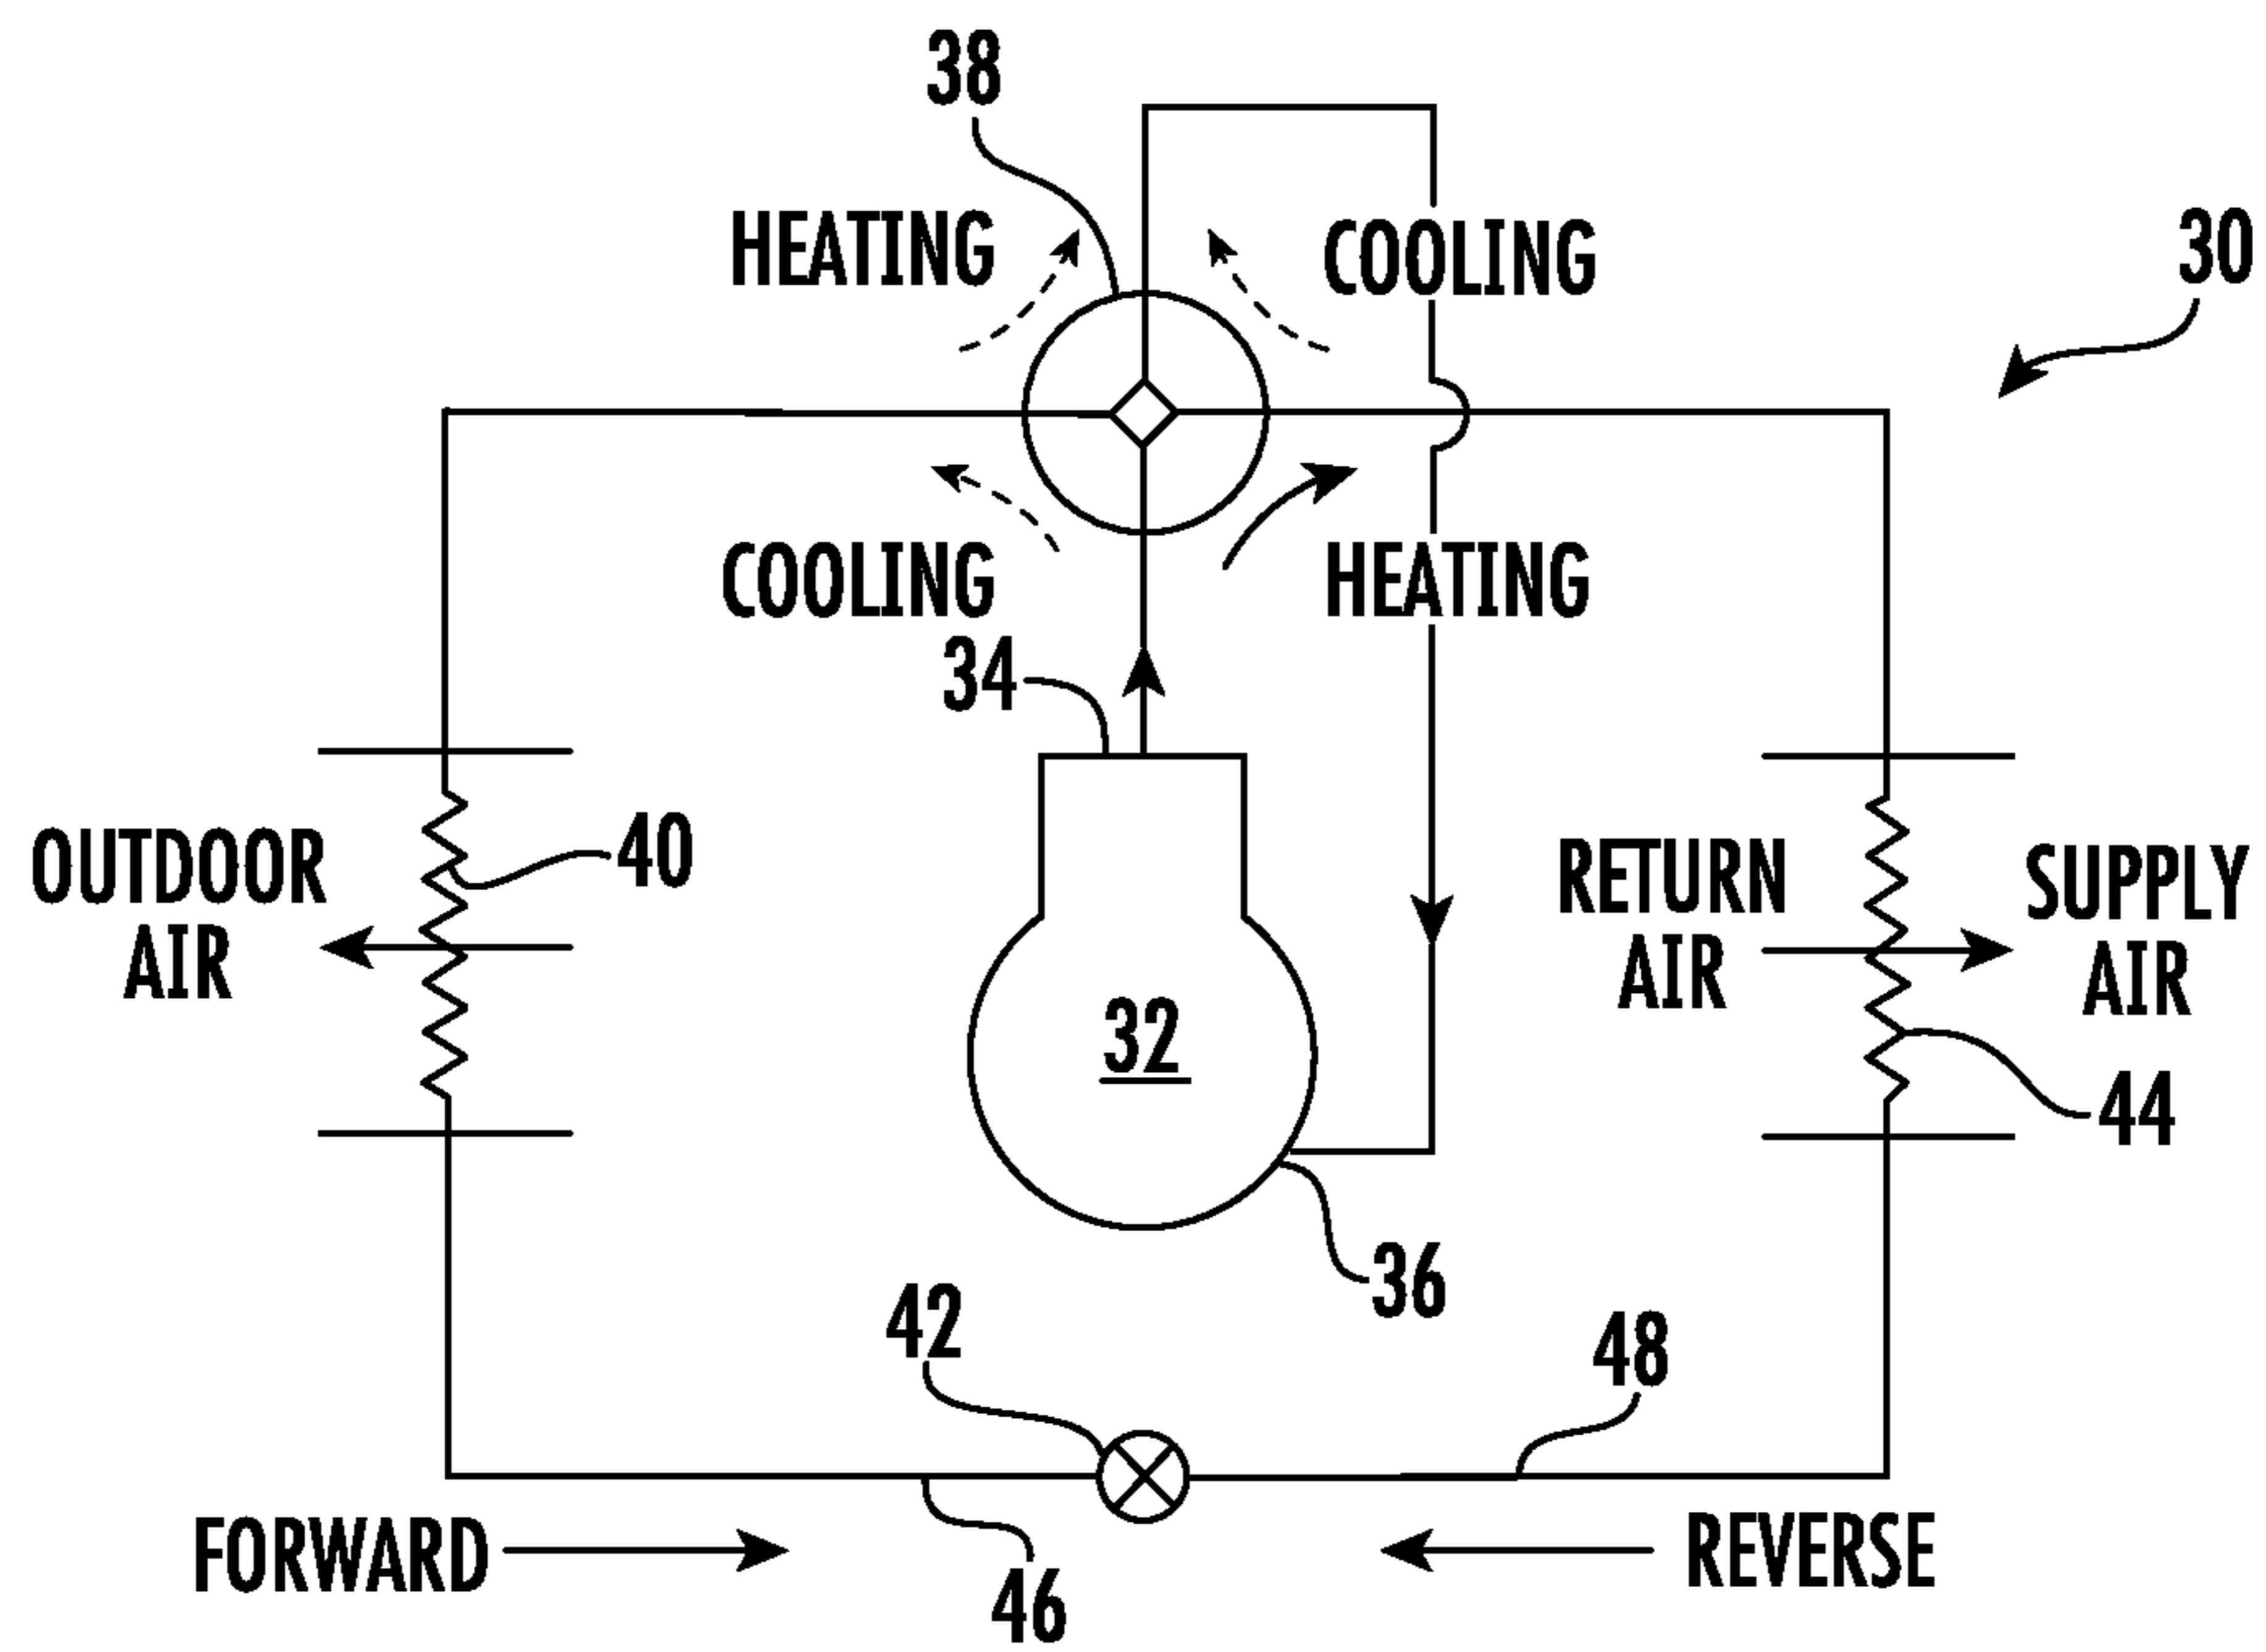 38
HEATING
COOLING
30
COOLING
HEATING
34
OUTDOOR
AIR
40
RETURN
AIR
SUPPLY
AIR
32
44
36
42
48
FORWARD
REVERSE
46